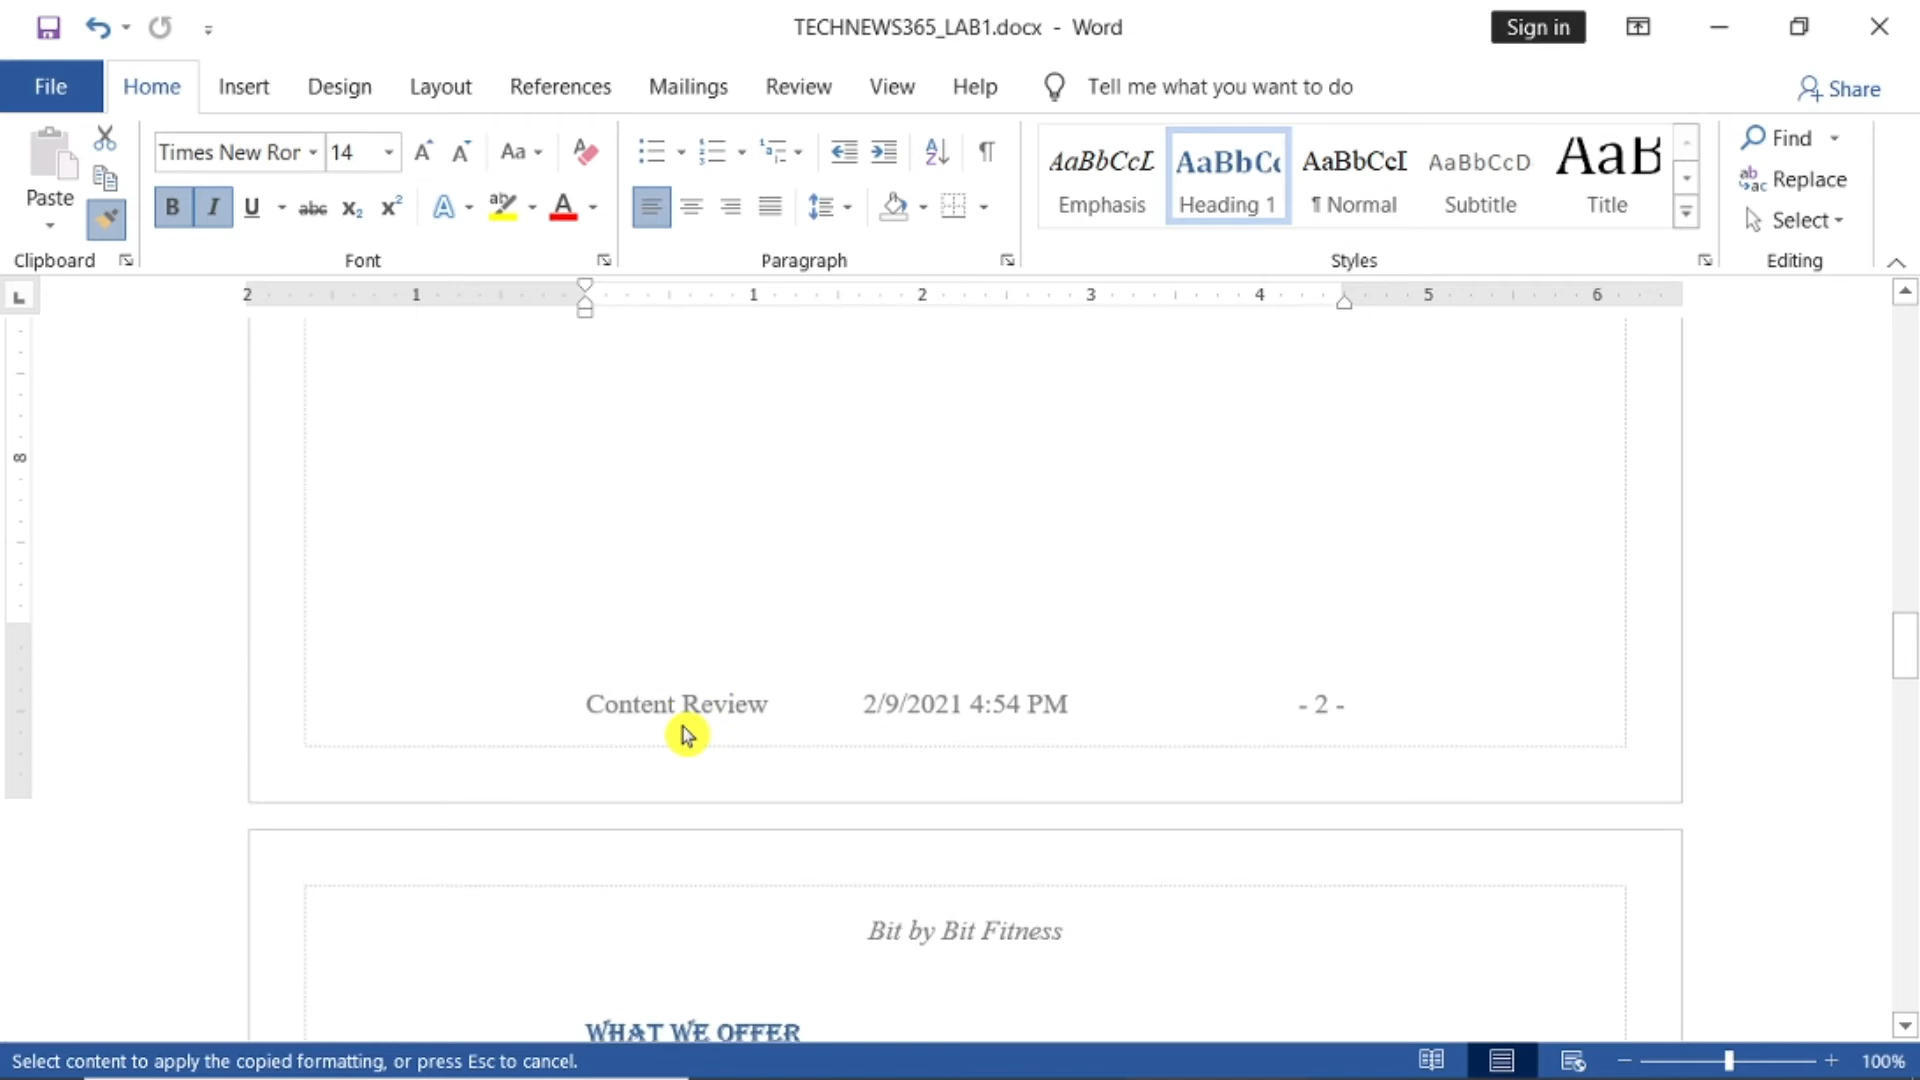 TECHNEWS365_LAB1.docx - Word
Sign in
File Home Insert Design Layout References Mailings Review View Help Tell me what you want to do Share
Paste
Clipboard
Times New Ror 14 Aa
B I U abc X₂ X² A aby A
Font
A Z ¶
Paragraph
AaBbCcL AaBbCc AaBbCcI AaBbCcD AaB
Emphasis Heading 1 ¶ Normal Subtitle Title
Styles
Find
Replace
Select
Editing
2 1 1 2 3 4 5 6
8
Content Review 2/9/2021 4:54 PM - 2 -
Bit by Bit Fitness
WHAT WE OFFER
Select content to apply the copied formatting, or press Esc to cancel. 100%